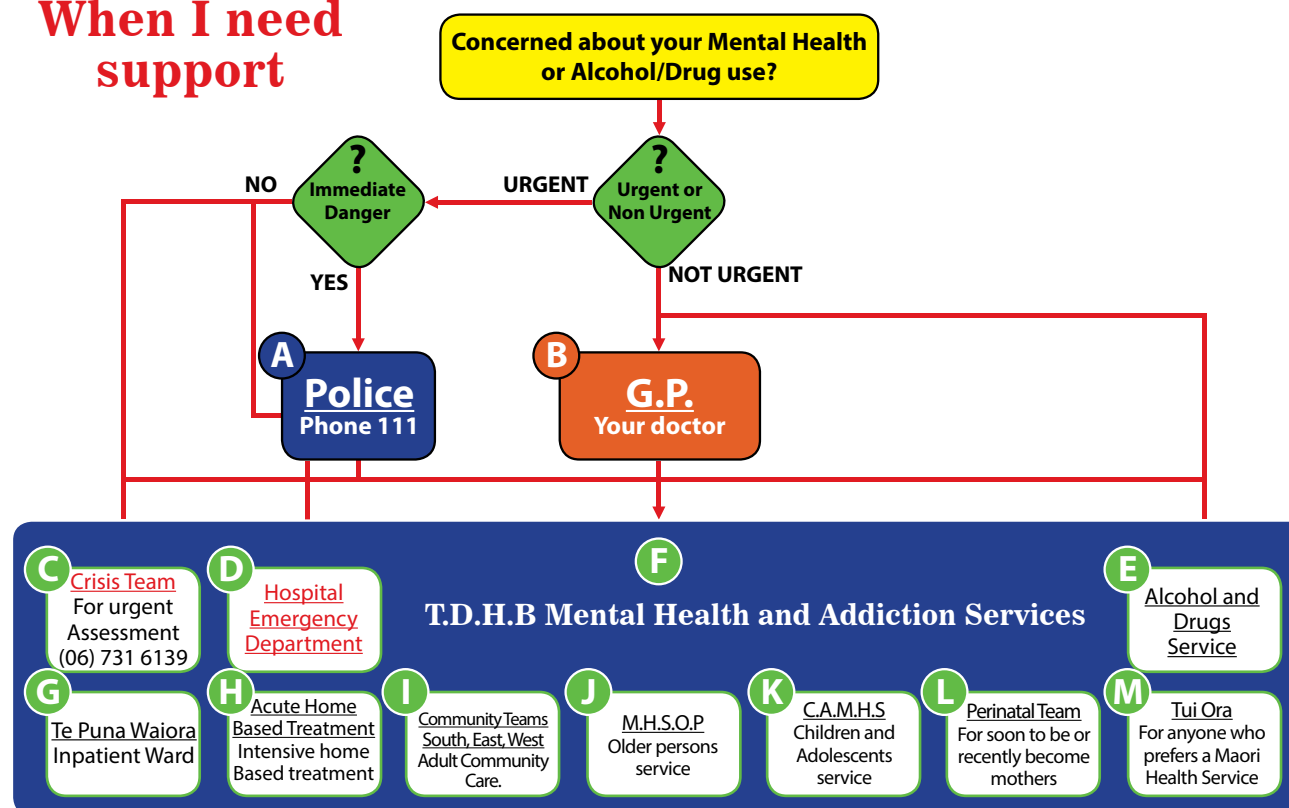 When I need
support
Concerned about your Mental Health
or Alcohol/Drug use?
?
Immediate
Danger
NO
URGENT
?
Urgent or
Non Urgent
YES
NOT URGENT
A
Police
Phone 111
B
G.P.
Your doctor
C
Crisis Team
For urgent
Assessment
(06) 731 6139
D
Hospital
Emergency
Department
F
T.D.H.B Mental Health and Addiction Services
E
Alcohol and
Drugs
Service
G
Te Puna Waiora
Inpatient Ward
H
Acute Home
Based Treatment
Intensive home
Based treatment
I
Community Teams
South, East, West
Adult Community
Care.
J
M.H.S.O.P
Older persons
service
K
C.A.M.H.S
Children and
Adolescents
service
L
Perinatal Team
For soon to be or
recently become
mothers
M
Tui Ora
For anyone who
prefers a Maori
Health Service